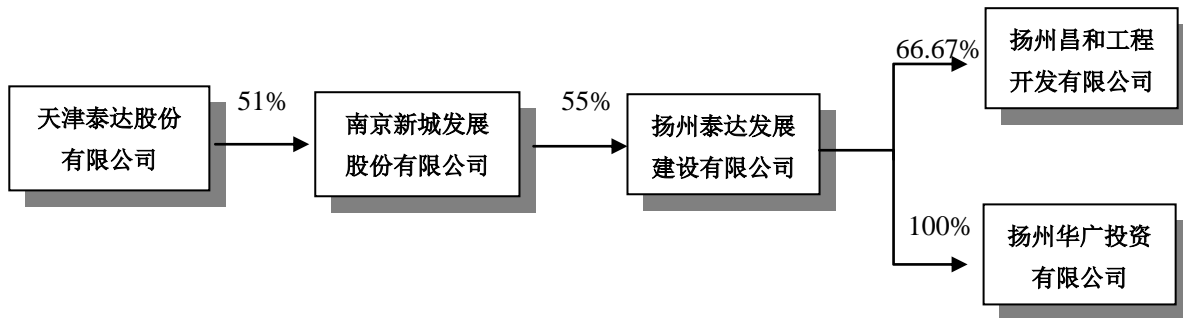 天津泰达股份
有限公司
51%
南京新城发展
股份有限公司
55%
扬州泰达发展
建设有限公司
66.67%
扬州昌和工程
开发有限公司
100%
扬州华广投资
有限公司